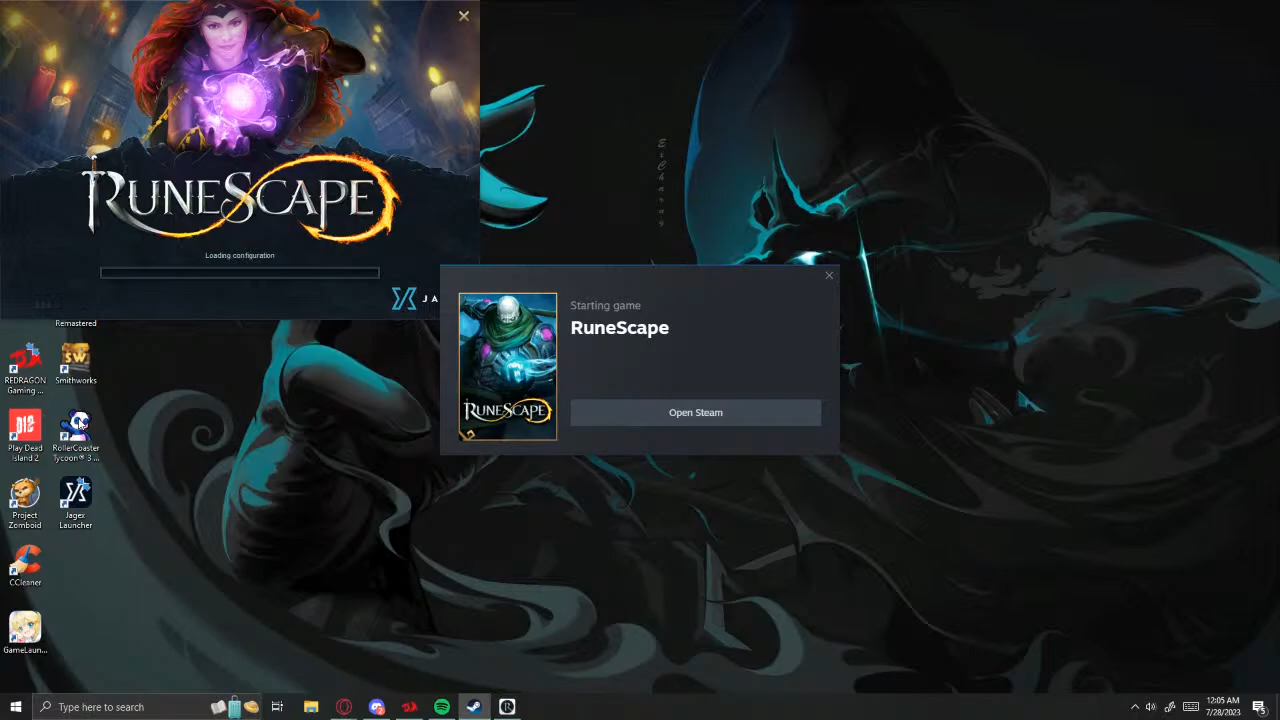 RUNESCAPE
Loading configuration
JA
Starting game
RuneScape
RUNESCAPE
Open Steam
Remastered
REDRAGON
Gaming ...
Smithworks
Play Dead
Island 2
RollerCoaster
Tycoon® 3 ...
Project
Zomboid
Jagex
Launcher
CCleaner
GameLaun...
Type here to search
12:05 AM
7/28/2023